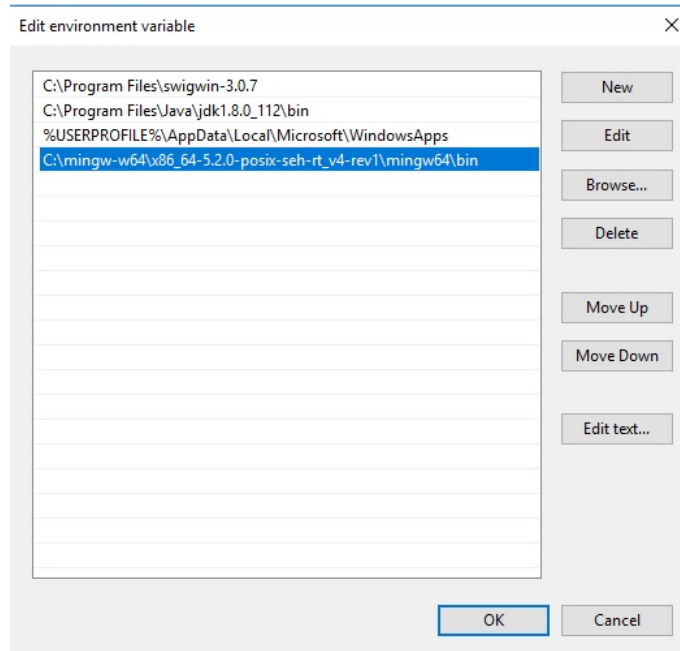 Edit environment variable
C:\Program Files\swigwin-3.0.7
C:\Program Files\Java\jdk1.8.0_112\bin
%USERPROFILE%\AppData\Local\Microsoft\WindowsApps
C:\mingw-w64\x86_64-5.2.0-posix-seh-rt_v4-rev1\mingw64\bin
New
Edit
Browse...
Delete
Move Up
Move Down
Edit text...
OK
Cancel